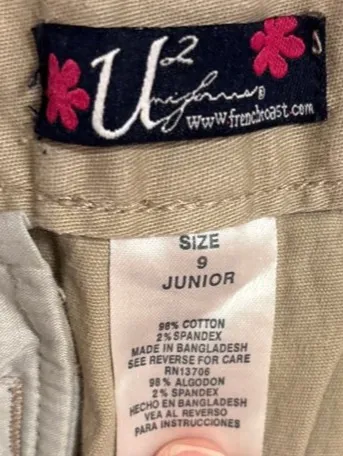 U2
Uniforms®
www.frenchtoast.com
SIZE
9
JUNIOR
98% COTTON
2% SPANDEX
MADE IN BANGLADESH
SEE REVERSE FOR CARE
RN13706
98% ALGODON
2% SPANDEX
HECHO EN BANGLADESH
VEA AL REVERSO
PARA INSTRUCCIONES